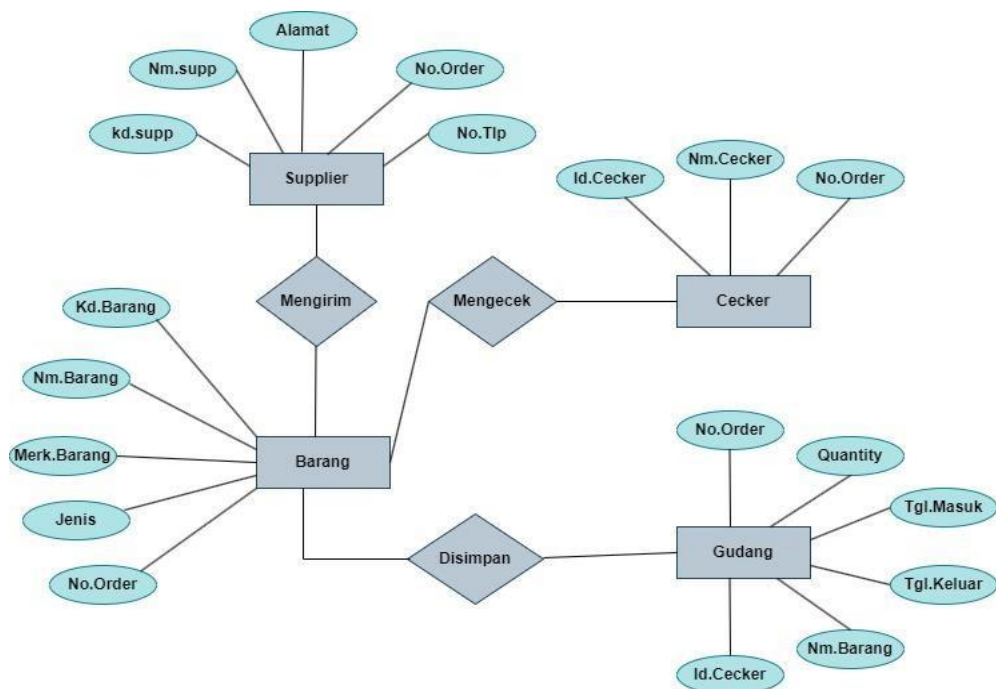 Alamat
Nm.supp
No.Order
kd.supp
No.Tlp
Supplier
Nm.Cecker
Id.Cecker
No.Order
Mengirim
Mengecek
Cecker
Kd.Barang
Nm.Barang
Merk.Barang
Jenis
No.Order
Barang
No.Order
Quantity
Tgl.Masuk
Disimpan
Gudang
Tgl.Keluar
Nm.Barang
Id.Cecker